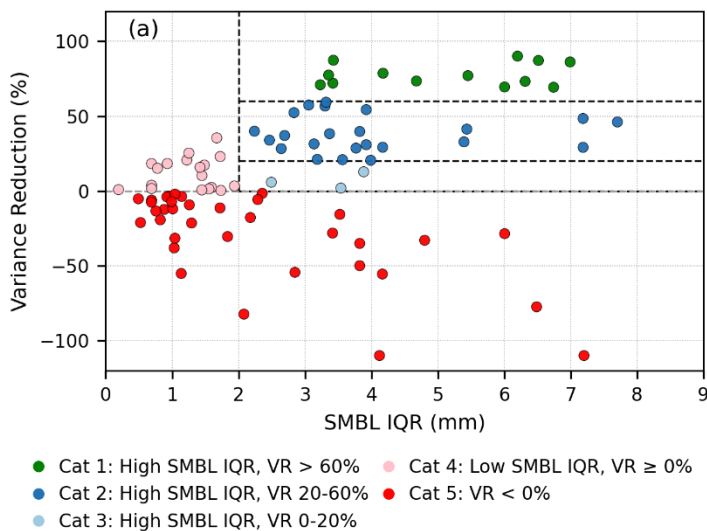 (a)
100
50
0
−50
−100
Variance Reduction (%)
0 1 2 3 4 5 6 7 8 9
SMBL IQR (mm)
Cat 1: High SMBL IQR, VR > 60%
Cat 2: High SMBL IQR, VR 20-60%
Cat 3: High SMBL IQR, VR 0-20%
Cat 4: Low SMBL IQR, VR ≥ 0%
Cat 5: VR < 0%